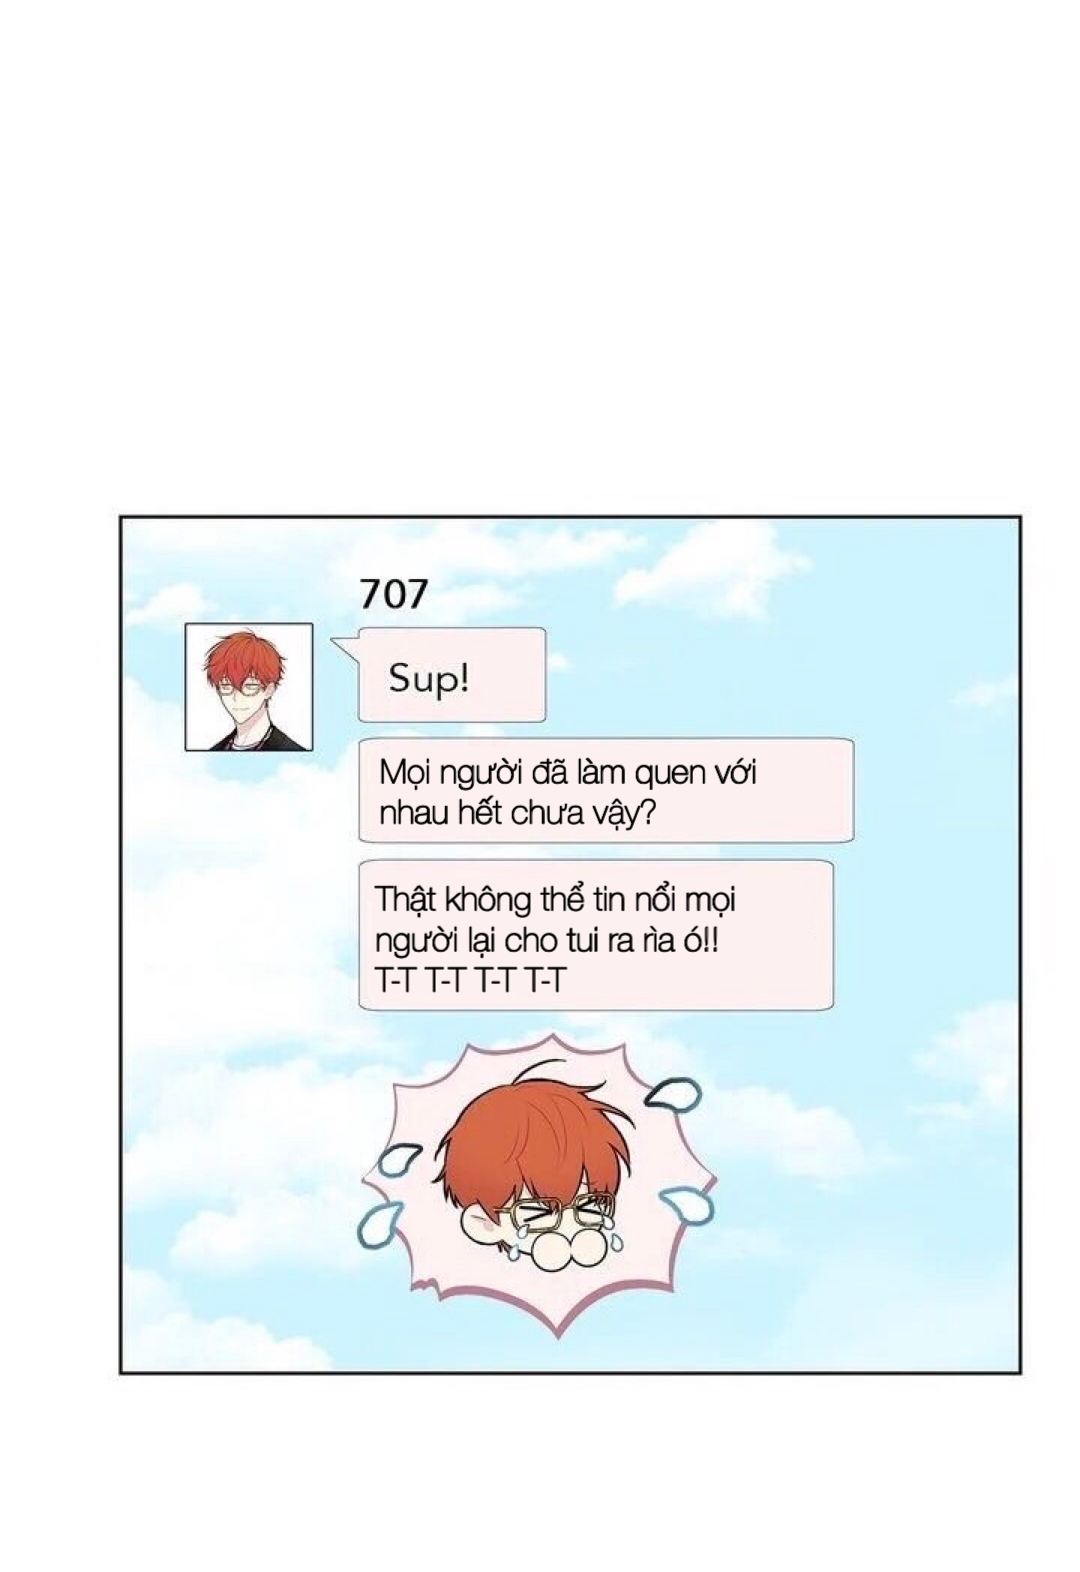 707
Sup!
Mọi người đã làm quen với
nhau hết chưa vậy?
Thật không thể tin nổi mọi
người lại cho tui ra rìa ó!!
T-T T-T T-T T-T